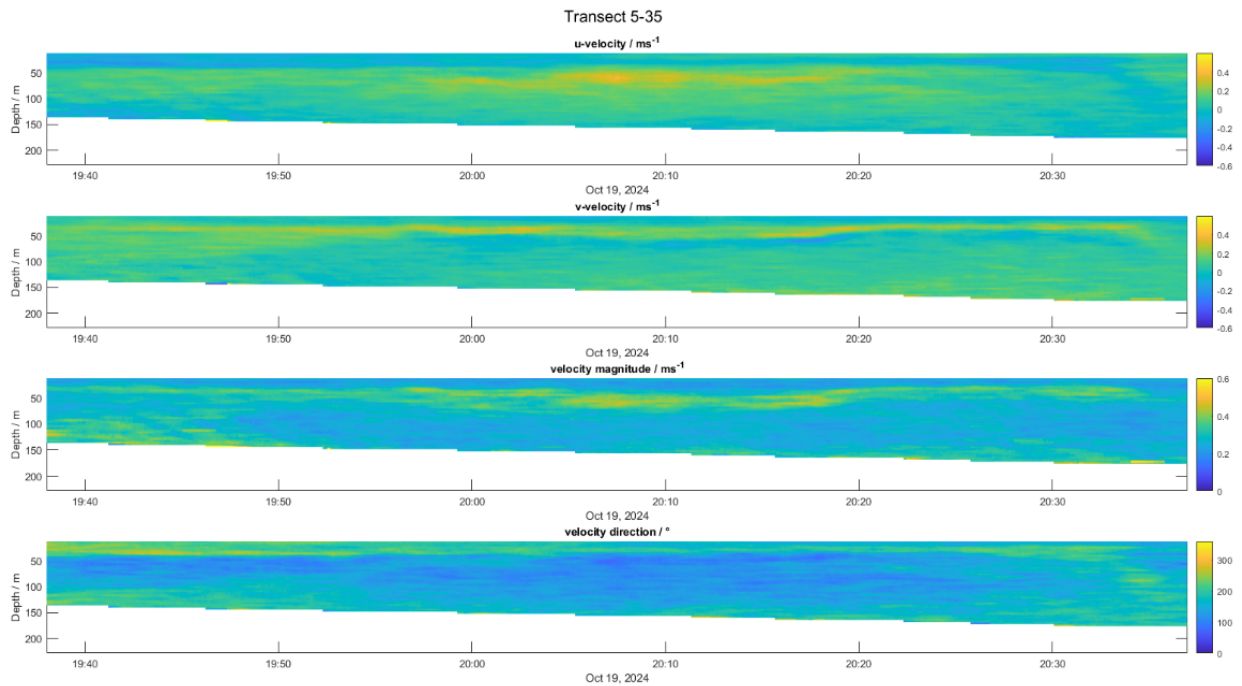 Transect 5-35
u-velocity / ms-1
Depth / m
50
100
150
200
0.4
0.2
0
-0.2
-0.4
-0.6
19:40 19:50 20:00 20:10 20:20 20:30
Oct 19, 2024
v-velocity / ms-1
Depth / m
50
100
150
200
0.4
0.2
0
-0.2
-0.4
-0.6
19:40 19:50 20:00 20:10 20:20 20:30
Oct 19, 2024
velocity magnitude / ms-1
Depth / m
50
100
150
200
0.6
0.4
0.2
0
19:40 19:50 20:00 20:10 20:20 20:30
Oct 19, 2024
velocity direction / °
Depth / m
50
100
150
200
300
200
100
0
19:40 19:50 20:00 20:10 20:20 20:30
Oct 19, 2024